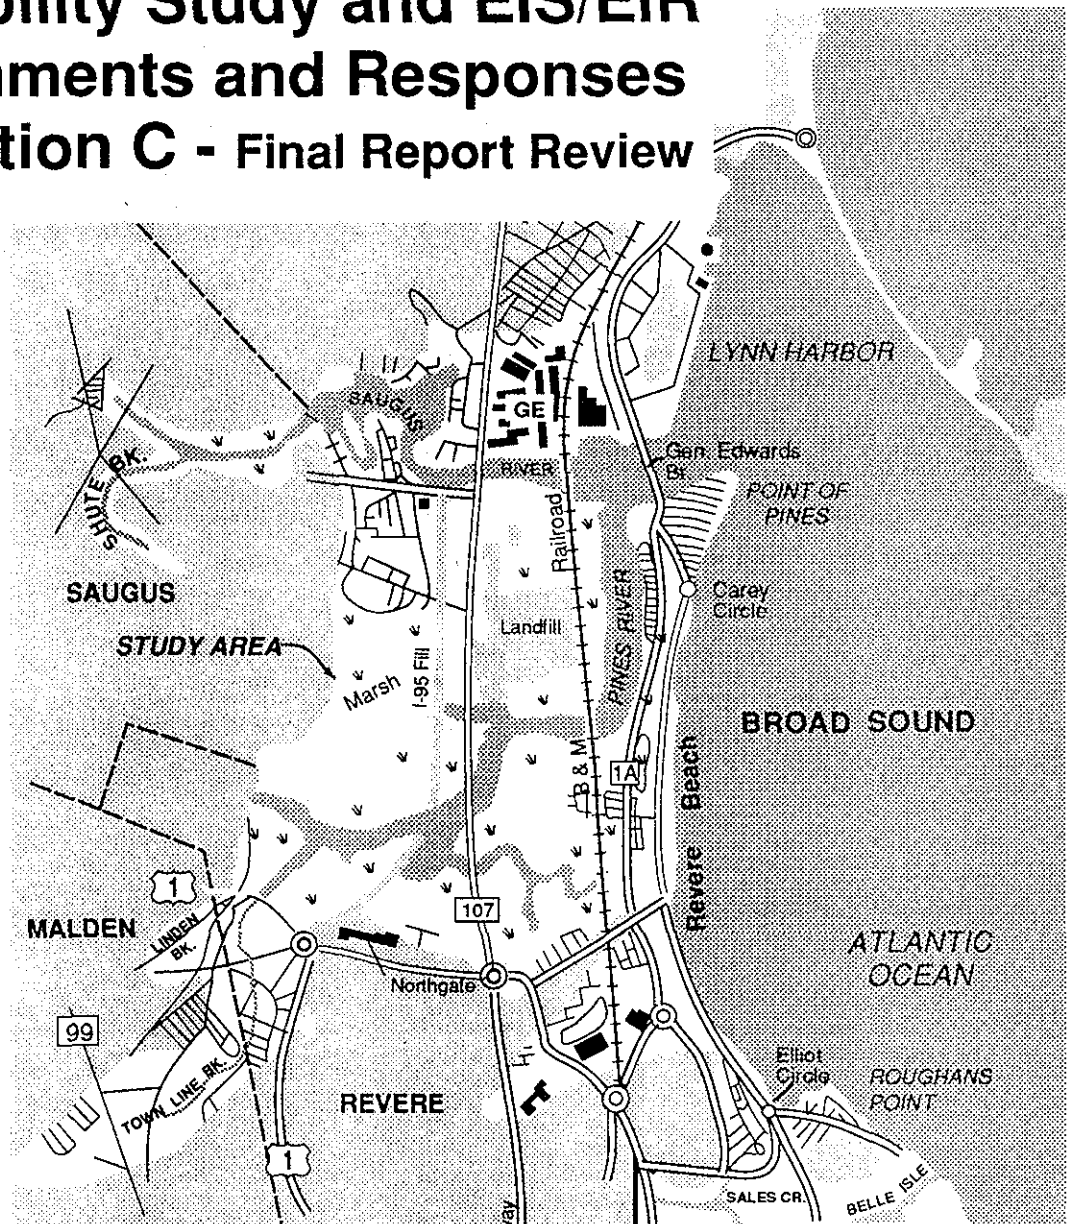 bility Study and EIS/EIR
ments and Responses
tion C - Final Report Review
LYNN HARBOR
SAUGUS
GE
RIVER
Gen. Edwards
Br.
POINT OF
PINES
SHUTE BK.
Railroad
SAUGUS
PINES RIVER
Carey
Circle
STUDY AREA
Landfill
I-95 Fill
Marsh
BROAD SOUND
B & M
1A
Revere Beach
1
107
MALDEN
LINDEN
BK.
ATLANTIC
OCEAN
Northgate
99
Elliot
Circle
ROUGHANS
POINT
TOWN LINE BK.
REVERE
1
SALES CR.
BELLE ISLE
way